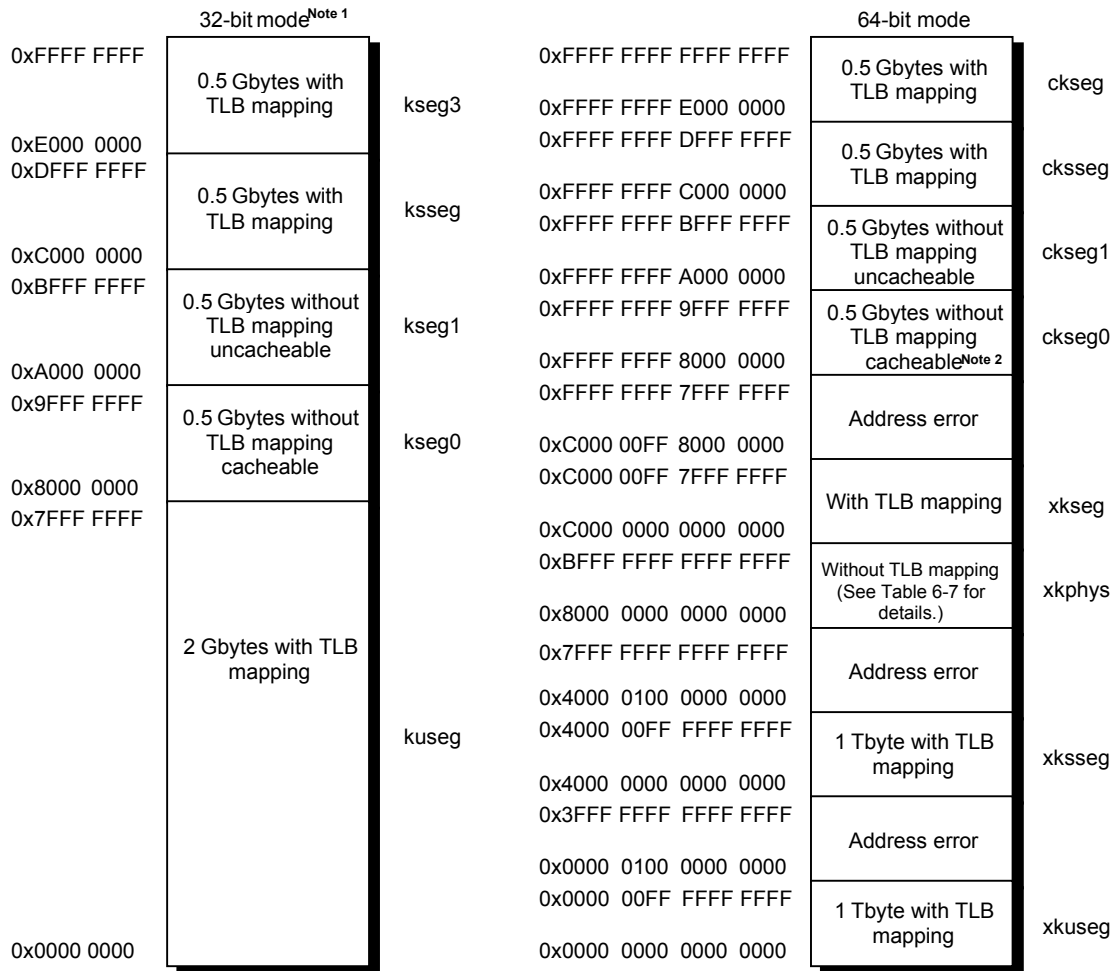 32-bit mode Note 1
0xFFFF FFFF
0.5 Gbytes with
TLB mapping
kseg3
0xE000 0000
0xDFFF FFFF
0.5 Gbytes with
TLB mapping
ksseg
0xC000 0000
0xBFFF FFFF
0.5 Gbytes without
TLB mapping
uncacheable
kseg1
0xA000 0000
0x9FFF FFFF
0.5 Gbytes without
TLB mapping
cacheable
kseg0
0x8000 0000
0x7FFF FFFF
2 Gbytes with TLB
mapping
kuseg
0x0000 0000
64-bit mode
0xFFFF FFFF FFFF FFFF
0.5 Gbytes with
TLB mapping
ckseg
0xFFFF FFFF E000 0000
0xFFFF FFFF DFFF FFFF
0.5 Gbytes with
TLB mapping
cksseg
0xFFFF FFFF C000 0000
0xFFFF FFFF BFFF FFFF
0.5 Gbytes without
TLB mapping
uncacheable
ckseg1
0xFFFF FFFF A000 0000
0xFFFF FFFF 9FFF FFFF
0.5 Gbytes without
TLB mapping
cacheable Note 2
ckseg0
0xFFFF FFFF 8000 0000
0xFFFF FFFF 7FFF FFFF
Address error
0xC000 00FF 8000 0000
0xC000 00FF 7FFF FFFF
With TLB mapping
xkseg
0xC000 0000 0000 0000
0xBFFF FFFF FFFF FFFF
Without TLB mapping
(See Table 6-7 for
details.)
xkphys
0x8000 0000 0000 0000
0x7FFF FFFF FFFF FFFF
Address error
0x4000 0100 0000 0000
0x4000 00FF FFFF FFFF
1 Tbyte with TLB
mapping
xksseg
0x4000 0000 0000 0000
0x3FFF FFFF FFFF FFFF
Address error
0x0000 0100 0000 0000
0x0000 00FF FFFF FFFF
1 Tbyte with TLB
mapping
xkuseg
0x0000 0000 0000 0000